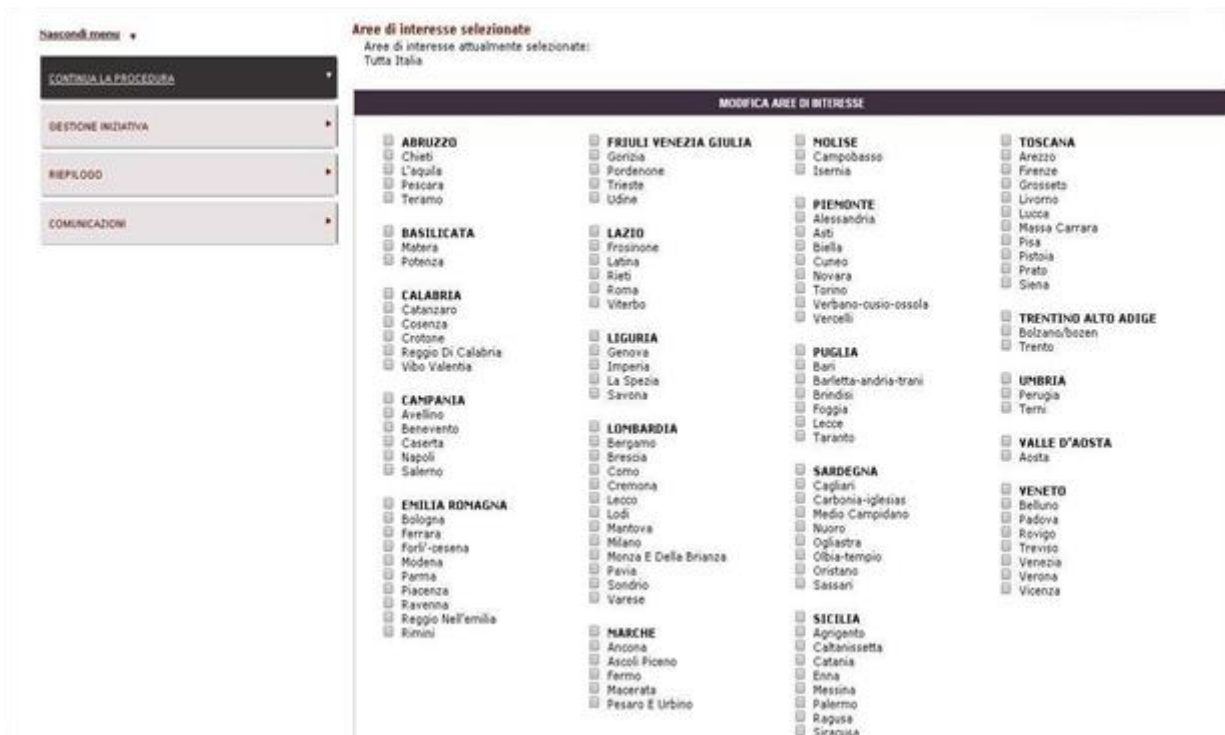 Nascondi menu
CONTINUA LA PROCEDURA
GESTIONE INIZIATIVA
RIEPILOGO
COMUNICAZIONI
Aree di interesse selezionate
Aree di interesse attualmente selezionate:
Tutta Italia
MODIFICA AREE DI INTERESSE
ABRUZZO
Chieti
L'aquila
Pescara
Teramo
BASILICATA
Matera
Potenza
CALABRIA
Catanzaro
Cosenza
Crotone
Reggio Di Calabria
Vibo Valentia
CAMPANIA
Avellino
Benevento
Caserta
Napoli
Salerno
EMILIA ROMAGNA
Bologna
Ferrara
Forli'-cesena
Modena
Parma
Piacenza
Ravenna
Reggio Nell'emilia
Rimini
FRIULI VENEZIA GIULIA
Gorizia
Pordenone
Trieste
Udine
LAZIO
Frosinone
Latina
Rieti
Roma
Viterbo
LIGURIA
Genova
Imperia
La Spezia
Savona
LOMBARDIA
Bergamo
Brescia
Como
Cremona
Lecco
Lodi
Mantova
Milano
Monza E Della Brianza
Pavia
Sondrio
Varese
MARCHE
Ancona
Ascoli Piceno
Fermo
Macerata
Pesaro E Urbino
MOLISE
Campobasso
Isernia
PIEMONTE
Alessandria
Asti
Biella
Cuneo
Novara
Torino
Verbano-cusio-ossola
Vercelli
PUGLIA
Bari
Barletta-andria-trani
Brindisi
Foggia
Lecce
Taranto
SARDEGNA
Cagliari
Carbonia-iglesias
Medio Campidano
Nuoro
Ogliastra
Olbia-tempio
Oristano
Sassari
SICILIA
Agrigento
Caltanissetta
Catania
Enna
Messina
Palermo
Ragusa
Siracusa
TOSCANA
Arezzo
Firenze
Grosseto
Livorno
Lucca
Massa Carrara
Pisa
Pistoia
Prato
Siena
TRENTINO ALTO ADIGE
Bolzano/bozen
Trento
UMBRIA
Perugia
Terni
VALLE D'AOSTA
Aosta
VENETO
Belluno
Padova
Rovigo
Treviso
Venezia
Verona
Vicenza